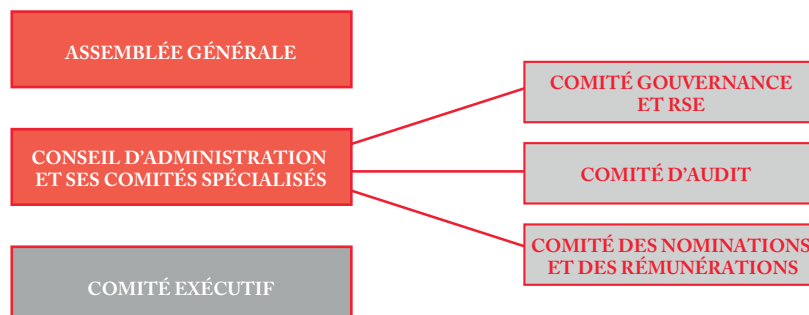 ASSEMBLÉE GÉNÉRALE
CONSEIL D'ADMINISTRATION
ET SES COMITÉS SPÉCIALISÉS
COMITÉ EXÉCUTIF
COMITÉ GOUVERNANCE
ET RSE
COMITÉ D'AUDIT
COMITÉ DES NOMINATIONS
ET DES RÉMUNÉRATIONS